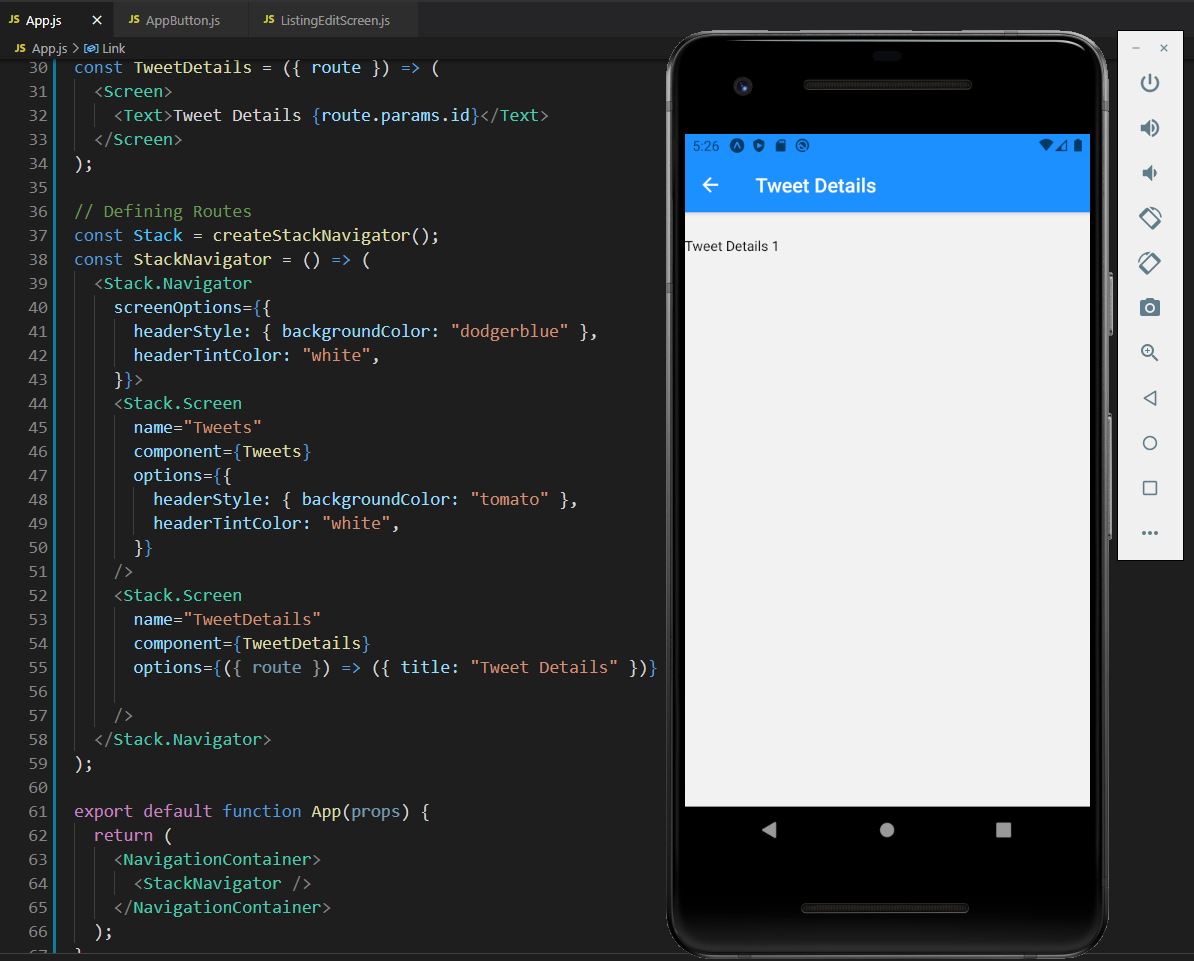 JS App.js × JS AppButton.js JS ListingEditScreen.js
JS App.js > Link
30 const TweetDetails = ({ route }) => (
31 <Screen>
32 <Text>Tweet Details {route.params.id}</Text>
33 </Screen>
34 );
35
36 // Defining Routes
37 const Stack = createStackNavigator();
38 const StackNavigator = () => (
39 <Stack.Navigator
40 screenOptions={{
41 headerStyle: { backgroundColor: "dodgerblue" },
42 headerTintColor: "white",
43 }}>
44 <Stack.Screen
45 name="Tweets"
46 component={Tweets}
47 options={{
48 headerStyle: { backgroundColor: "tomato" },
49 headerTintColor: "white",
50 }}
51 />
52 <Stack.Screen
53 name="TweetDetails"
54 component={TweetDetails}
55 options={({ route }) => ({ title: "Tweet Details" })}
56
57 />
58 </Stack.Navigator>
59 );
60
61 export default function App(props) {
62 return (
63 <NavigationContainer>
64 <StackNavigator />
65 </NavigationContainer>
66 );
67 }
5:26
Tweet Details
Tweet Details 1